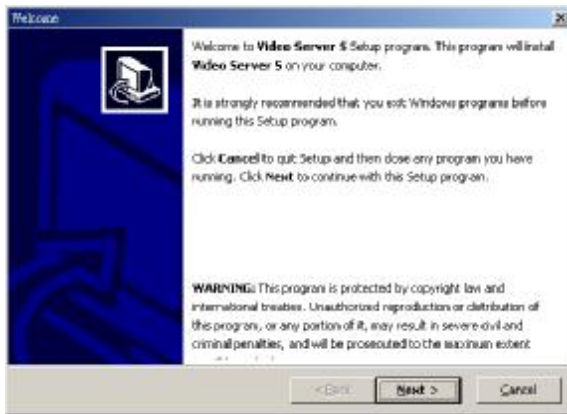 Welcome
Welcome to Video Server S Setup program. This program will install
Video Server S on your computer.
It is strongly recommended that you exit Windows programs before
running this Setup program.
Click Cancel to quit Setup and then close any program you have
running. Click Next to continue with this Setup program.
WARNING: This program is protected by copyright law and
international treaties. Unauthorized reproduction or distribution of
this program, or any portion of it, may result in severe civil and
criminal penalties, and will be prosecuted to the maximum extent
<Back
Next >
Cancel